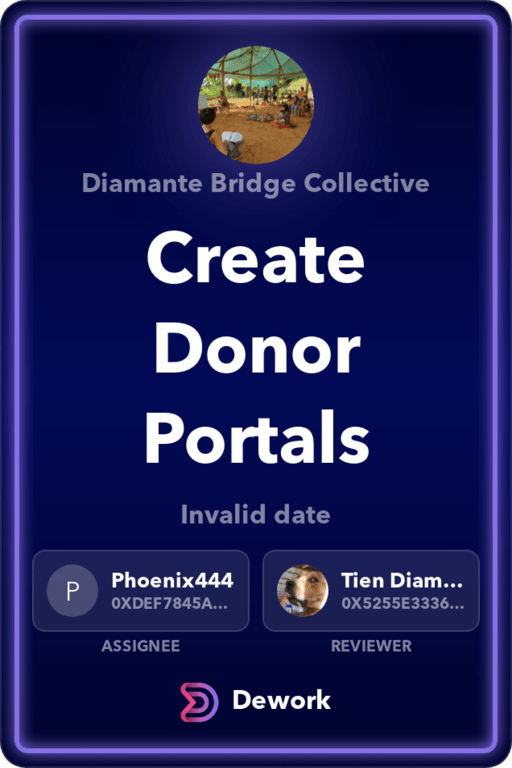 Diamante Bridge Collective
Create
Donor
Portals
Invalid date
P
Phoenix444
0XDEF7845A...
Tien Diam...
0X5255E3336...
ASSIGNEE
REVIEWER
Dework